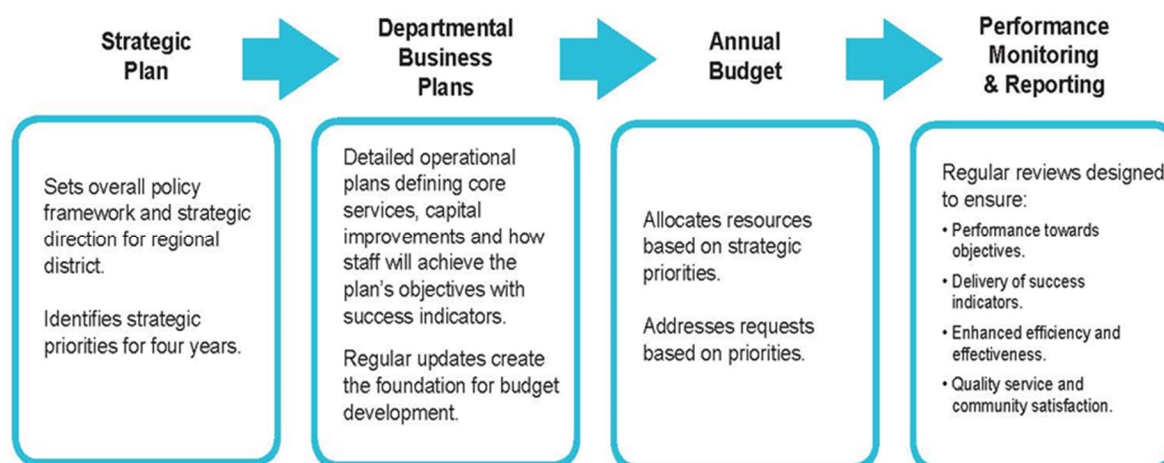 Strategic
Plan
Departmental
Business
Plans
Annual
Budget
Performance
Monitoring
& Reporting
Sets overall policy
framework and strategic
direction for regional
district.
Identifies strategic
priorities for four years.
Detailed operational
plans defining core
services, capital
improvements and how
staff will achieve the
plan's objectives with
success indicators.
Regular updates create
the foundation for budget
development.
Allocates resources
based on strategic
priorities.
Addresses requests
based on priorities.
Regular reviews designed
to ensure:
• Performance towards
objectives.
• Delivery of success
indicators.
• Enhanced efficiency and
effectiveness.
• Quality service and
community satisfaction.